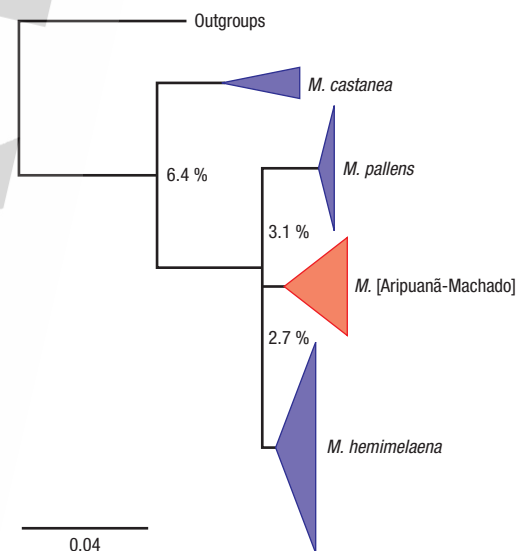 Outgroups
M. castanea
6.4 %
M. pallens
3.1 %
M. [Aripuanã-Machado]
2.7 %
M. hemimelaena
0.04